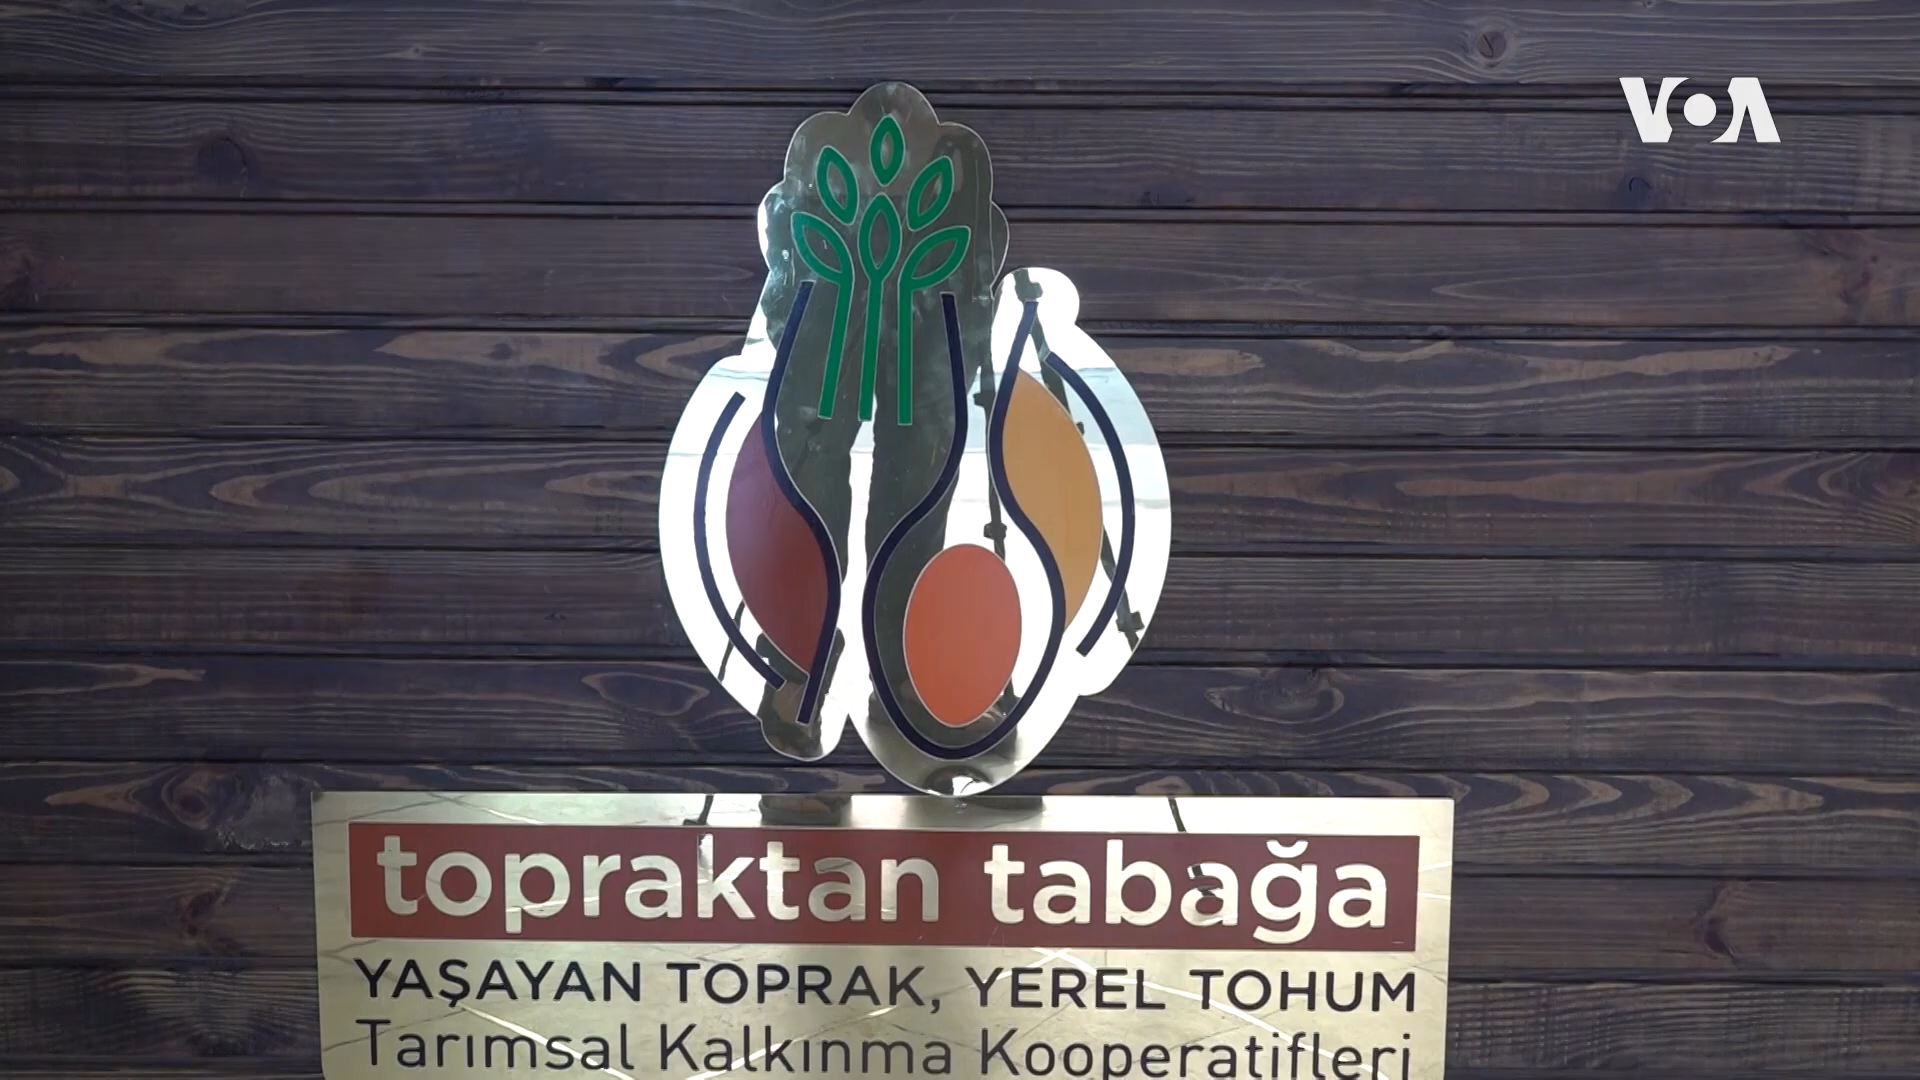 VOA
topraktan tabağa
YAŞAYAN TOPRAK, YEREL TOHUM
Tarımsal Kalkınma Kooperatifleri